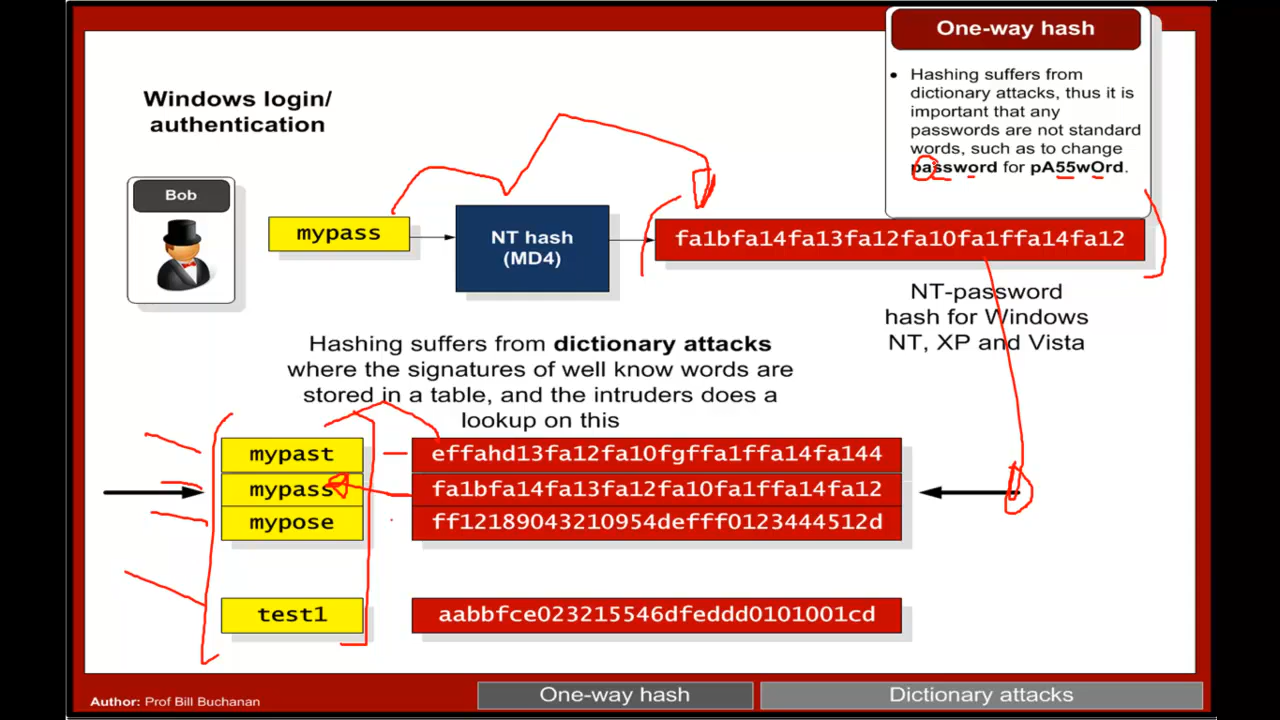 One-way hash
• Hashing suffers from
dictionary attacks, thus it is
important that any
passwords are not standard
words, such as to change
password for pA55wOrd.
Windows login/
authentication
Bob
mypass
NT hash
(MD4)
fa1bfa14fa13fa12fa10fa1ffa14fa12
NT-password
hash for Windows
NT, XP and Vista
Hashing suffers from dictionary attacks
where the signatures of well know words are
stored in a table, and the intruders does a
lookup on this
mypast effahd13fa12fa10fgffa1ffa14fa144
mypass fa1bfa14fa13fa12fa10fa1ffa14fa12
mypose ff12189043210954defff0123444512d
test1 aabbfce023215546dfeddd0101001cd
Author: Prof Bill Buchanan
One-way hash
Dictionary attacks